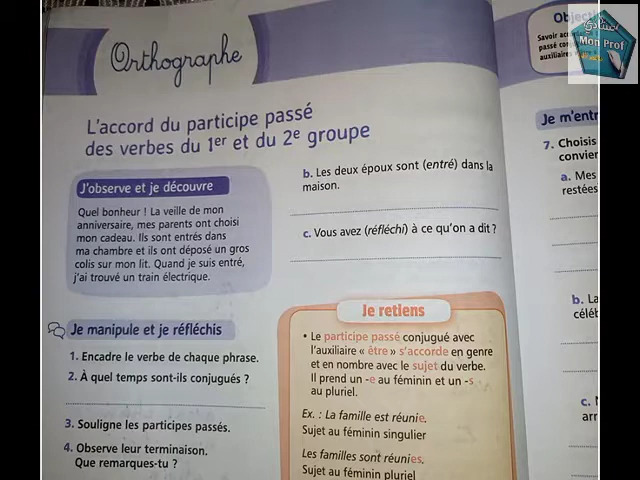 Orthographe
L'accord du participe passé
des verbes du 1er et du 2e groupe
J'observe et je découvre
Quel bonheur ! La veille de mon
anniversaire, mes parents ont choisi
mon cadeau. Ils sont entrés dans
ma chambre et ils ont déposé un gros
colis sur mon lit. Quand je suis entré,
j'ai trouvé un train électrique.
Je manipule et je réfléchis
1. Encadre le verbe de chaque phrase.
2. À quel temps sont-ils conjugués ?
3. Souligne les participes passés.
4. Observe leur terminaison.
Que remarques-tu ?
b. Les deux époux sont (entré) dans la
maison.
c. Vous avez (réfléchi) à ce qu'on a dit ?
Je retiens
• Le participe passé conjugué avec
l'auxiliaire « être » s'accorde en genre
et en nombre avec le sujet du verbe.
Il prend un -e au féminin et un -s
au pluriel.
Ex. : La famille est réunie.
Sujet au féminin singulier
Les familles sont réunies.
Sujet au féminin pluriel
Savoir
passé
auxiliaires
Mon Prof
7. Choisis
a. Mes
restées
b. La
c.